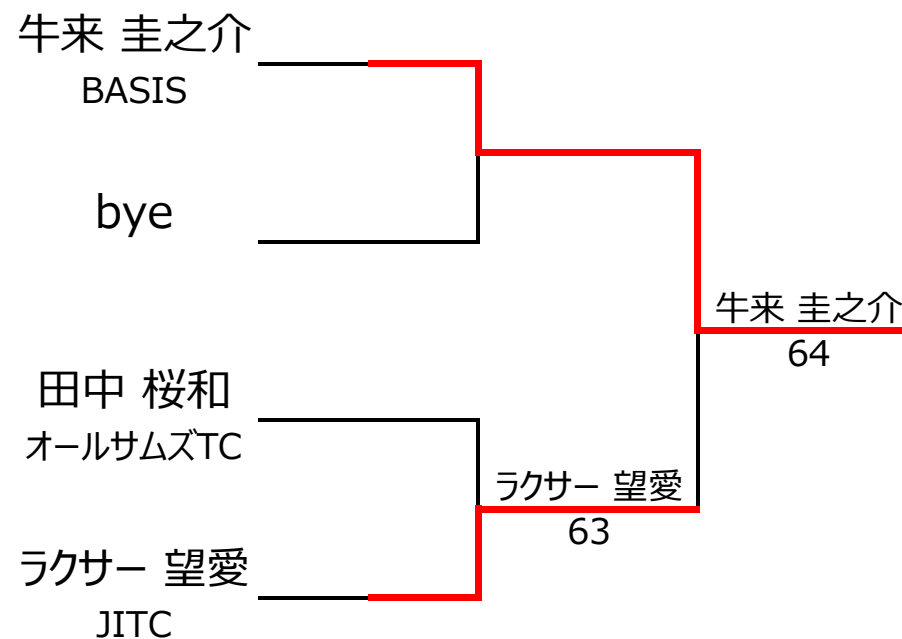 牛来 圭之介
BASIS
bye
田中 桜和
オールサムズTC
ラクサー 望愛
JITC
ラクサー 望愛
63
牛来 圭之介
64